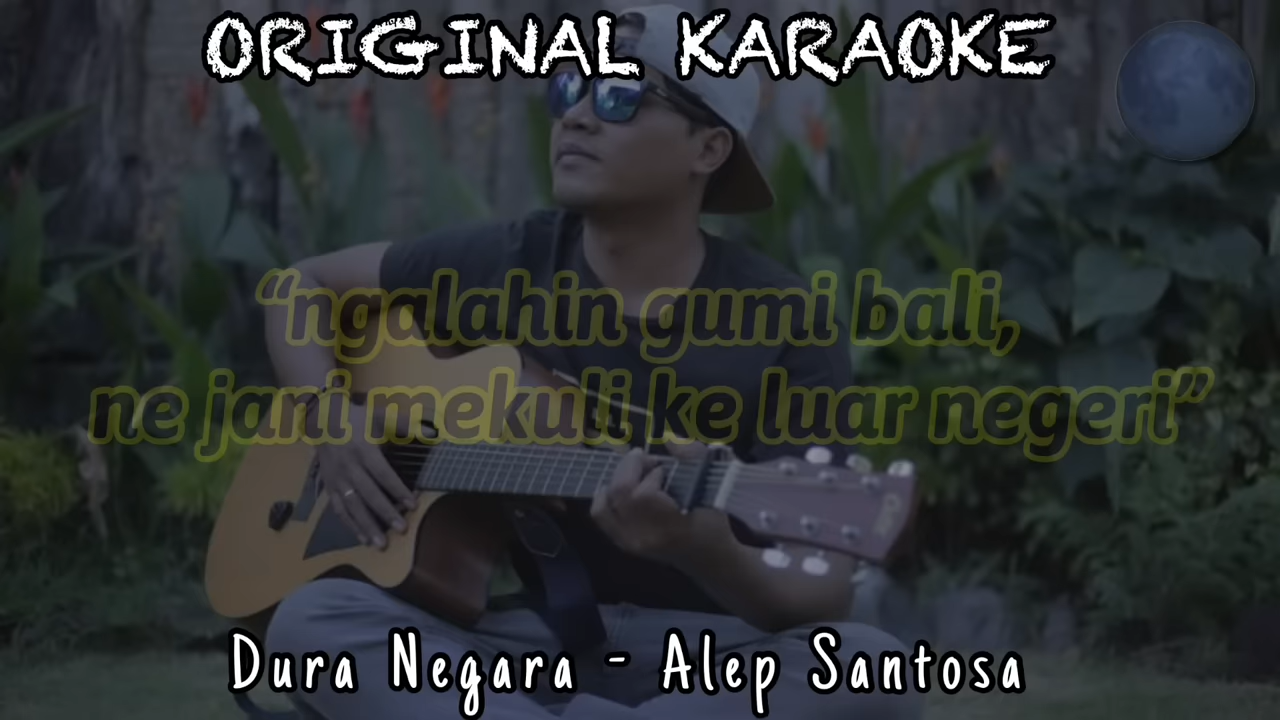 ORIGINAL KARAOKE
“ngalahin gumi bali,
ne jani mekuli ke luar negeri”
Dura Negara - Alep Santosa